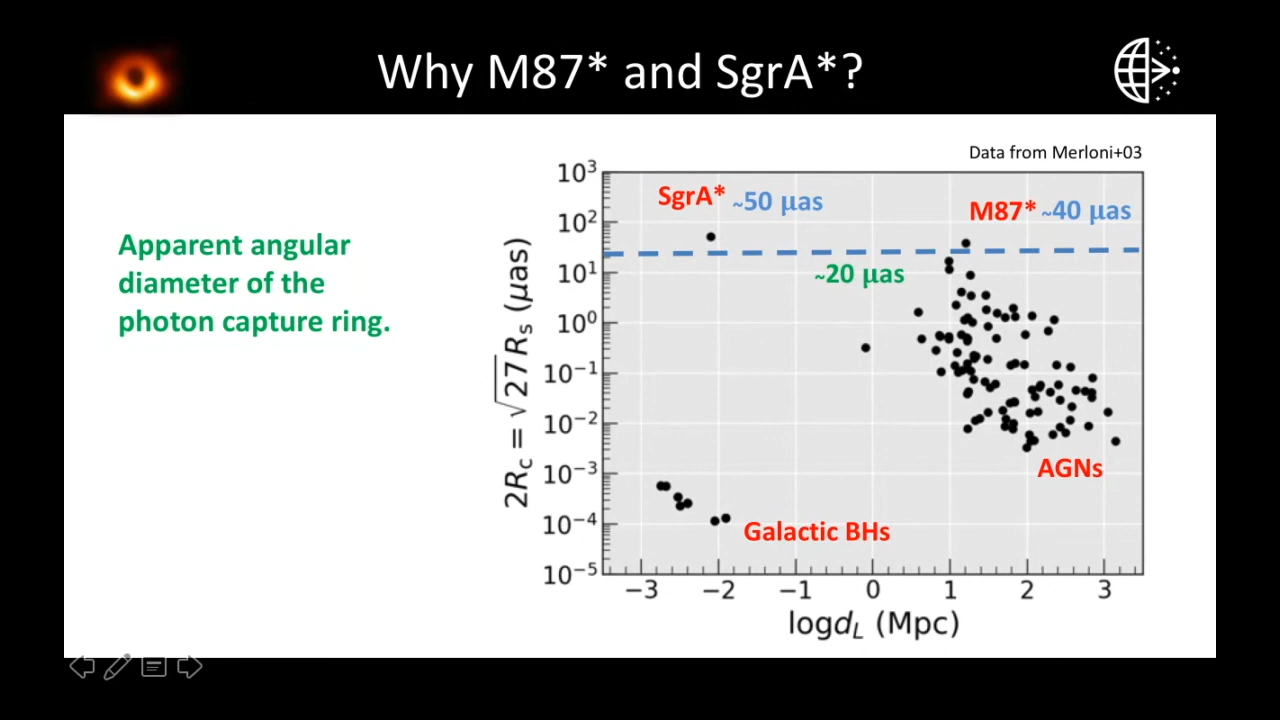 Why M87* and SgrA*?
Data from Merloni+03
Apparent angular
diameter of the
photon capture ring.
SgrA* ~50 μas
M87* ~40 μas
~20 μas
AGNs
Galactic BHs
2R_c = √27 R_s (μas)
10³
10²
10¹
10⁰
10⁻¹
10⁻²
10⁻³
10⁻⁴
10⁻⁵
−3 −2 −1 0 1 2 3
logd_L (Mpc)